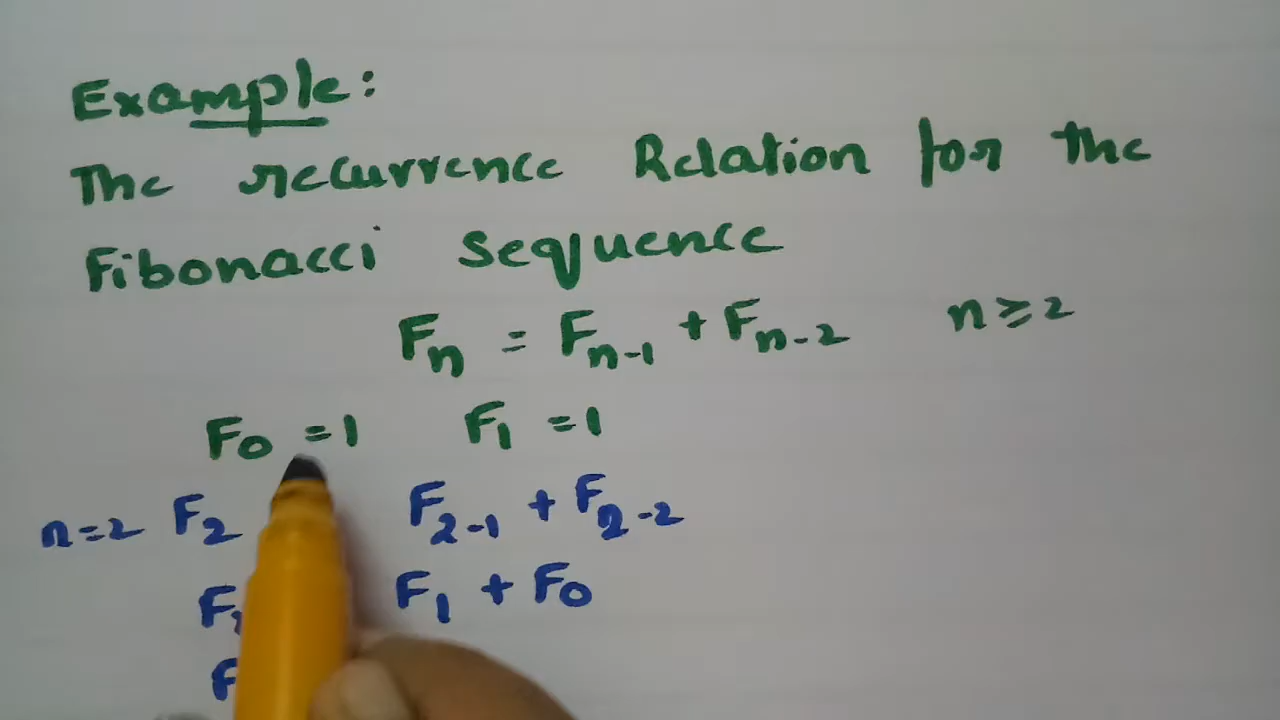 Example:
The recurrence Relation for the
Fibonacci sequence
Fn = Fn-1 + Fn-2 n≥2
F0 = 1 F1 = 1
n=2 F2 F2-1 + F2-2
F F1 + F0
F